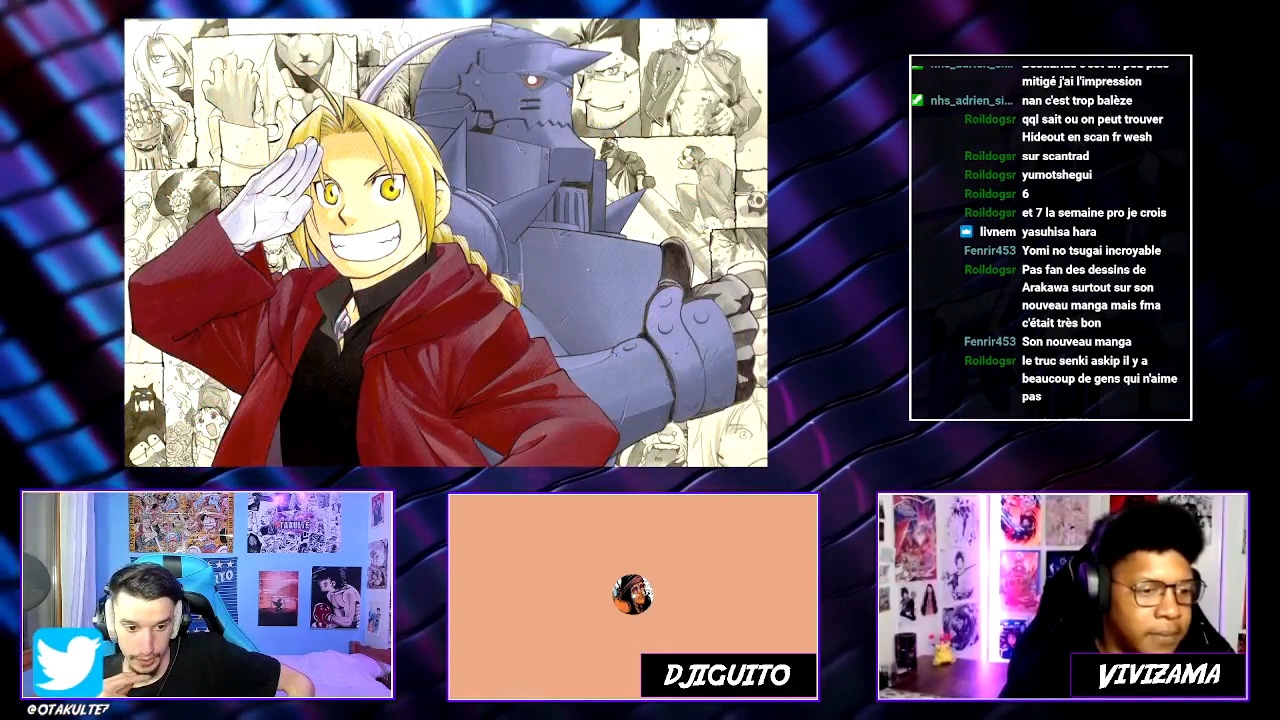 mitigé j'ai l'impression
nhs_adrien_si... nan c'est trop balèze
Roildogsr qql sait ou on peut trouver
Hideout en scan fr wesh
Roildogsr sur scantrad
Roildogsr yumotshegui
Roildogsr 6
Roildogsr et 7 la semaine pro je crois
livnem yasuhisa hara
Fenrir453 Yomi no tsugai incroyable
Roildogsr Pas fan des dessins de
Arakawa surtout sur son
nouveau manga mais fma
c'était très bon
Fenrir453 Son nouveau manga
Roildogsr le truc senki askip il y a
beaucoup de gens qui n'aime
pas
OTAKULTE
DJIGUITO
VIVIZAMA
@OTAKULTE7